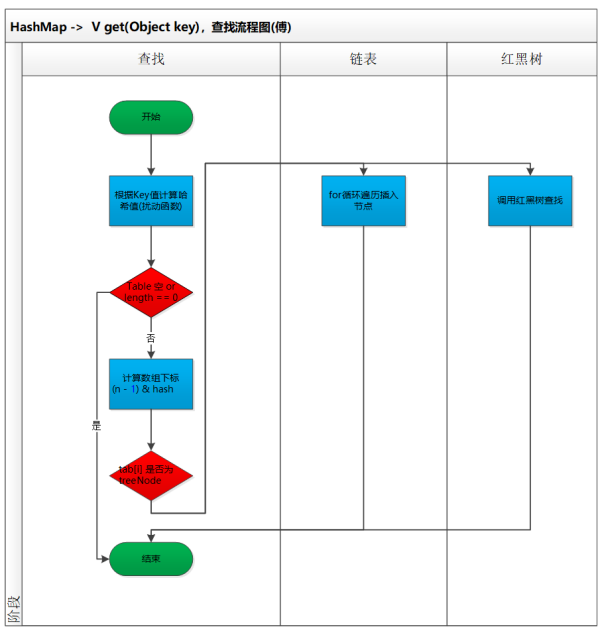 HashMap -> V get(Object key)，查找流程图(傅)
查找
链表
红黑树
开始
根据Key值计算哈
希值(扰动函数)
for循环遍历插入
节点
调用红黑树查找
Table 空 or
length == 0
否
计算数组下标
(n - 1) & hash
是
tab[i] 是否为
treeNode
结束
阶段